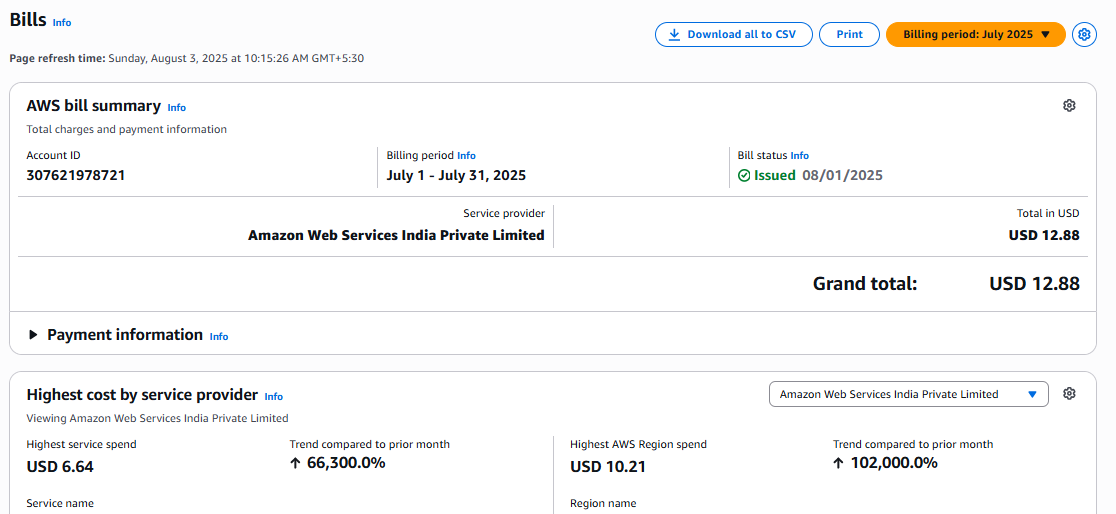 Bills Info
Download all to CSV Print Billing period: July 2025
Page refresh time: Sunday, August 3, 2025 at 10:15:26 AM GMT+5:30
AWS bill summary Info
Total charges and payment information
Account ID Billing period Info Bill status Info
307621978721 July 1 - July 31, 2025 Issued 08/01/2025
Service provider Total in USD
Amazon Web Services India Private Limited USD 12.88
Grand total: USD 12.88
Payment information Info
Highest cost by service provider Info Amazon Web Services India Private Limited
Viewing Amazon Web Services India Private Limited
Highest service spend Trend compared to prior month Highest AWS Region spend Trend compared to prior month
USD 6.64 ↑ 66,300.0% USD 10.21 ↑ 102,000.0%
Service name Region name